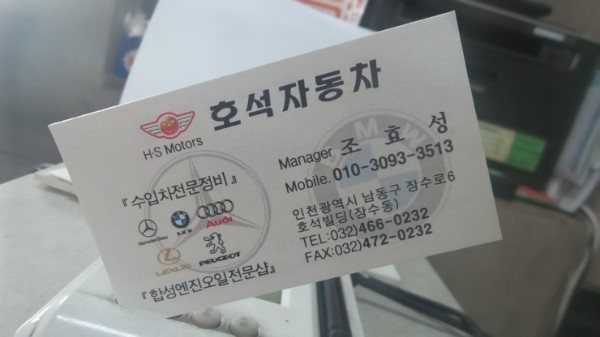 호석자동차
H·S Motors
Manager 조 효 성
Mobile. 010-3093-3513
『수입차전문정비』
인천광역시 남동구 장수로6
호석빌딩(장수동)
Audi
TEL:032)466-0232
LEXUS
PEUGEOT
FAX:032)472-0232
『합성엔진오일전문샵』
BMW